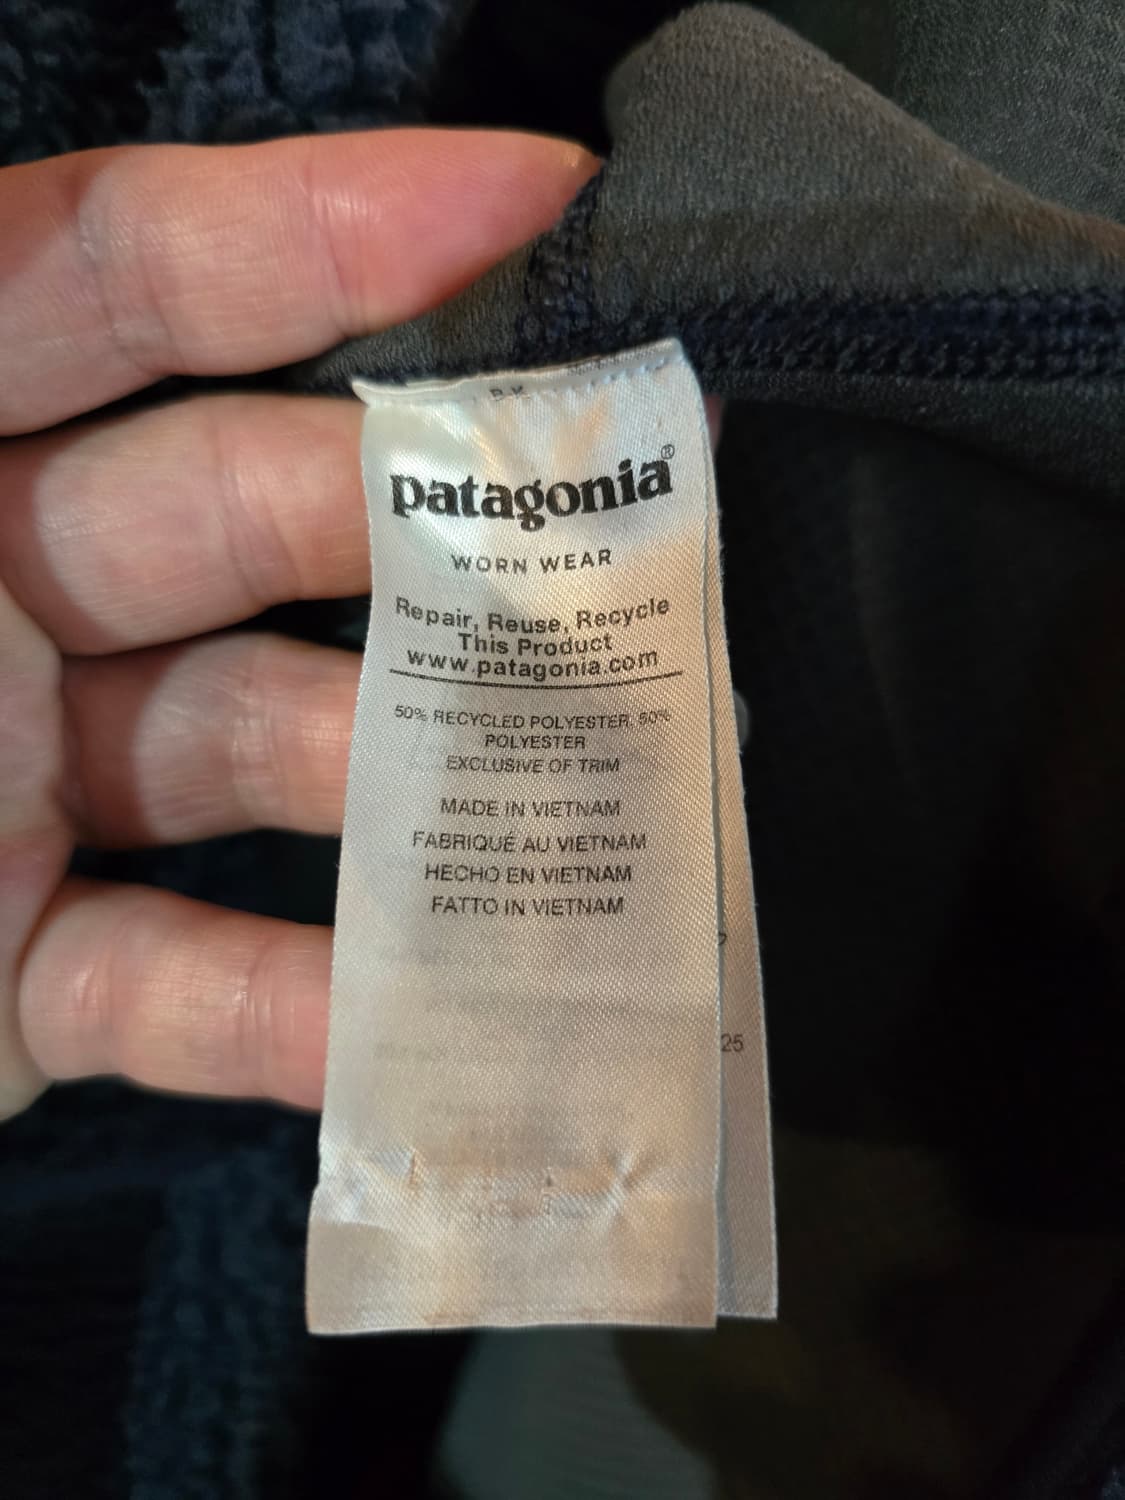 patagonia®
WORN WEAR
Repair, Reuse, Recycle
This Product
www.patagonia.com
50% RECYCLED POLYESTER, 50%
POLYESTER
EXCLUSIVE OF TRIM
MADE IN VIETNAM
FABRIQUÉ AU VIETNAM
HECHO EN VIETNAM
FATTO IN VIETNAM
25